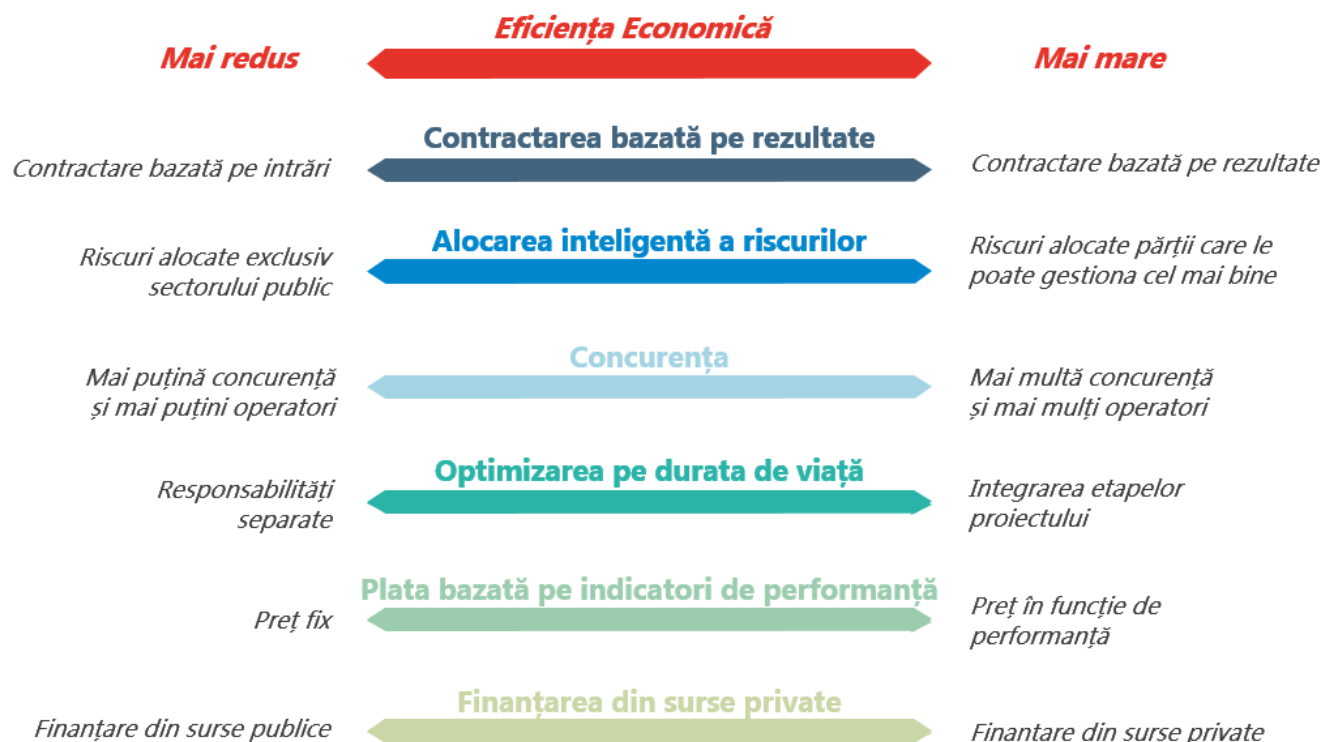 Eficiența Economică
Mai redus
Mai mare
Contractarea bazată pe rezultate
Contractare bazată pe intrări
Contractare bazată pe rezultate
Alocarea inteligentă a riscurilor
Riscuri alocate exclusiv
sectorului public
Riscuri alocate părții care le
poate gestiona cel mai bine
Concurența
Mai puțină concurență
și mai puțini operatori
Mai multă concurență
și mai mulți operatori
Optimizarea pe durata de viață
Responsabilități
separate
Integrarea etapelor
proiectului
Plata bazată pe indicatori de performanță
Preț fix
Preț în funcție de
performanță
Finanțarea din surse private
Finanțare din surse publice
Finanțare din surse private